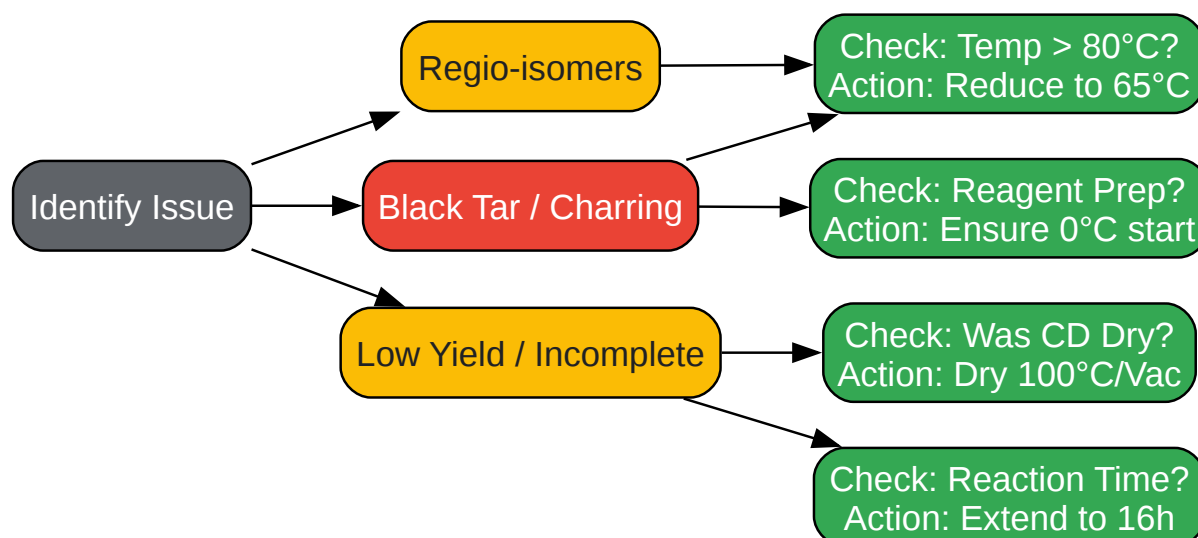 Identify Issue
Regio-isomers
Black Tar / Charring
Low Yield / Incomplete
Check: Temp > 80°C?
Action: Reduce to 65°C
Check: Reagent Prep?
Action: Ensure 0°C start
Check: Was CD Dry?
Action: Dry 100°C/Vac
Check: Reaction Time?
Action: Extend to 16h